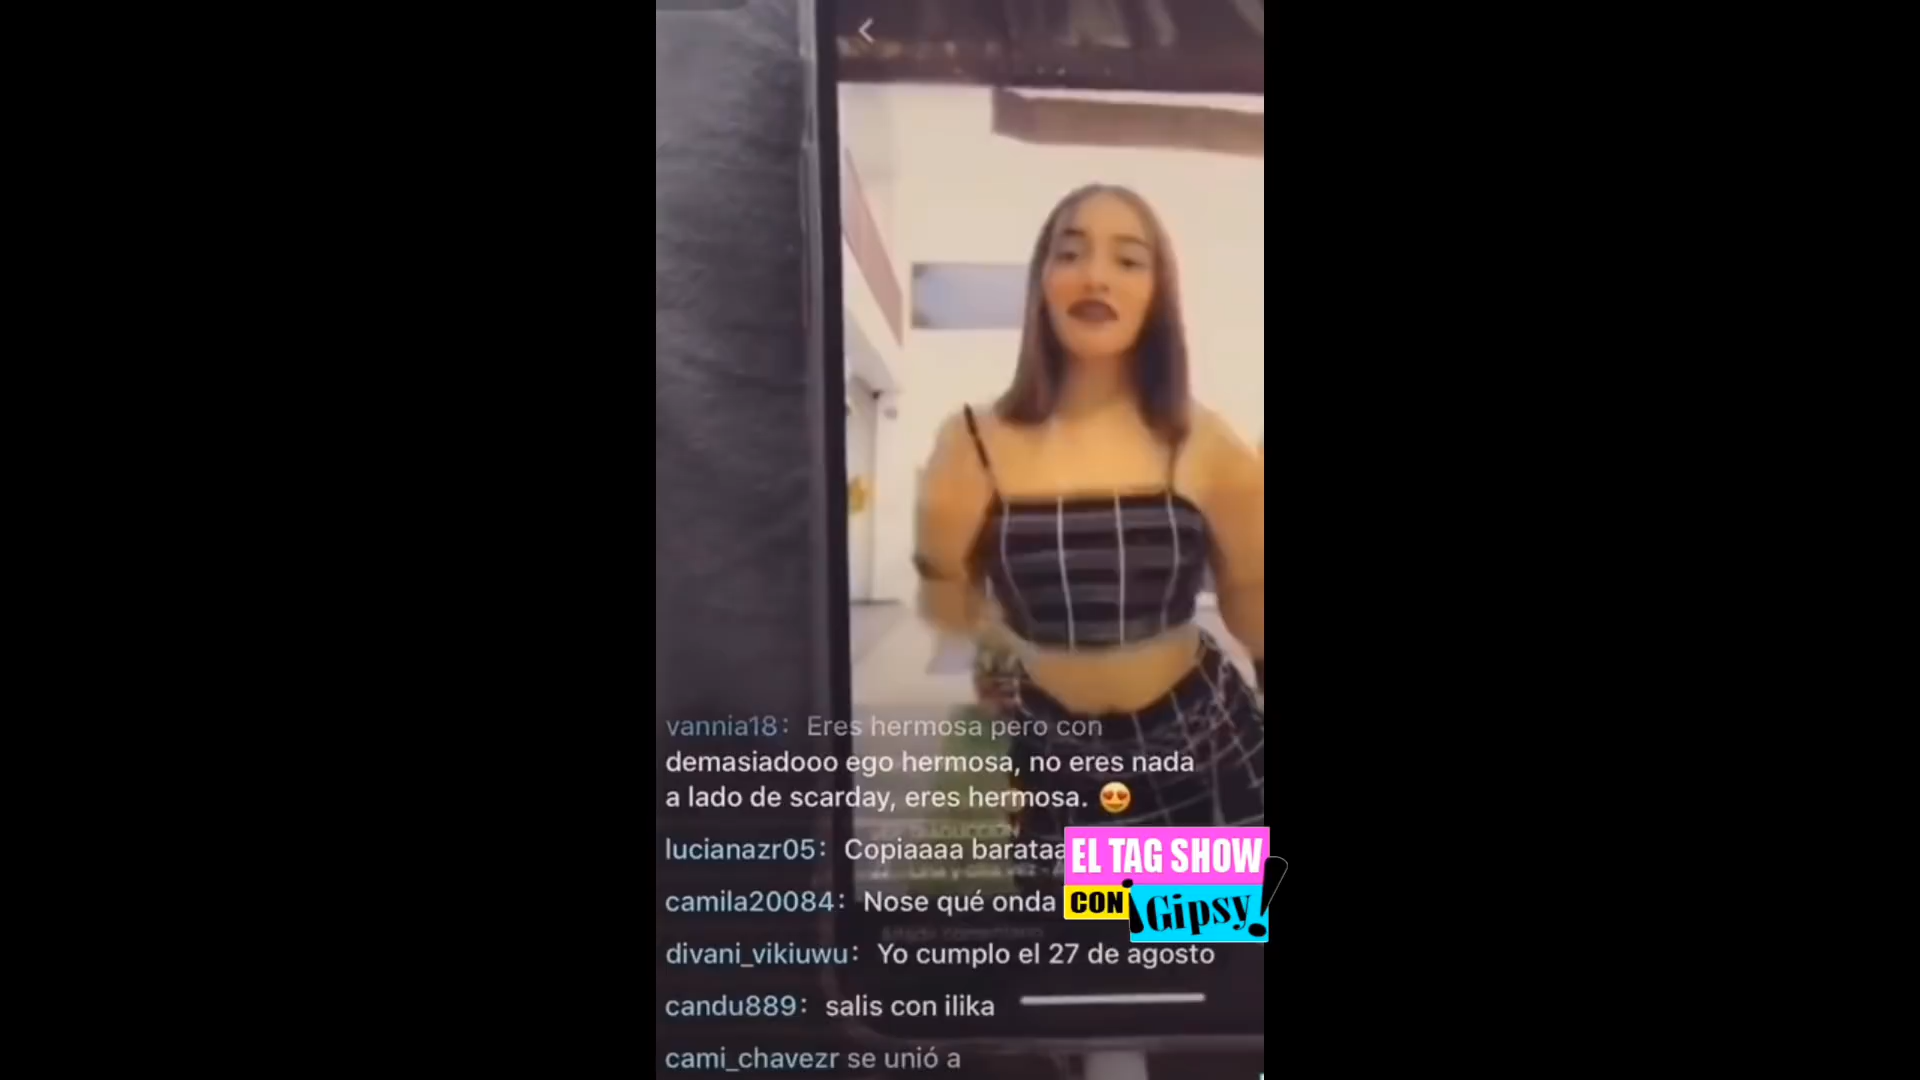 vannia18: Eres hermosa pero con
demasiadooo ego hermosa, no eres nada
a lado de scarday, eres hermosa. 😍
lucianazr05: Copiaaaa barataa
camila20084: Nose qué onda
divani_vikiuwu: Yo cumplo el 27 de agosto
candu889: salis con ilika
cami_chavezr se unió a
EL TAG SHOW
CON ¡Gipsy!